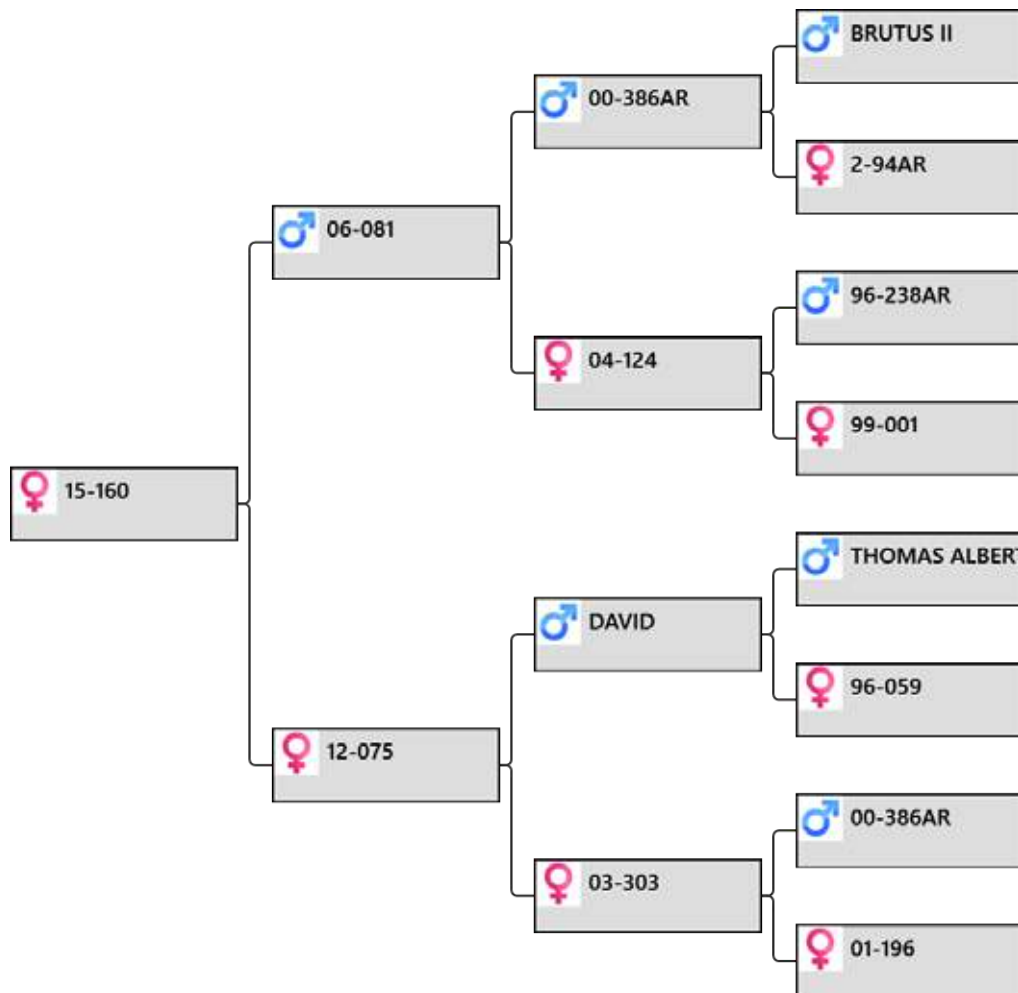 BRUTUS II
00-386AR
2-94AR
06-081
96-238AR
04-124
99-001
15-160
THOMAS ALBERT
DAVID
96-059
12-075
00-386AR
03-303
01-196